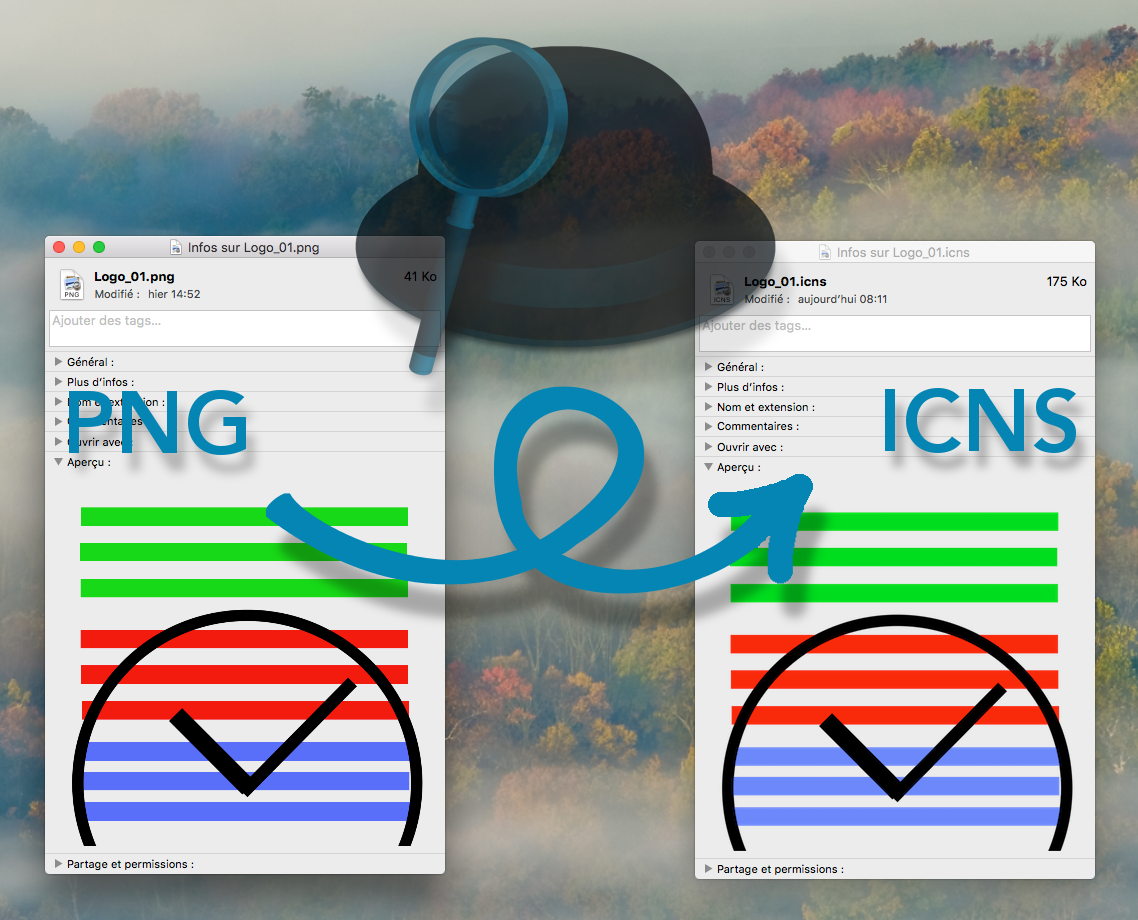 Infos sur Logo_01.png
Logo_01.png 41 Ko
Modifié : hier 14:52
PNG
Ajouter des tags...
Général :
Plus d'infos :
Nom et extension :
Commentaires
Ouvrir avec
Aperçu :
Partage et permissions :
PNG
ICNS
Infos sur Logo_01.icns
Logo_01.icns 175 Ko
Modifié : aujourd'hui 08:11
ICNS
Ajouter des tags...
Général :
Plus d'infos :
Nom et extension :
Commentaires :
Ouvrir avec :
Aperçu :
Partage et permissions :